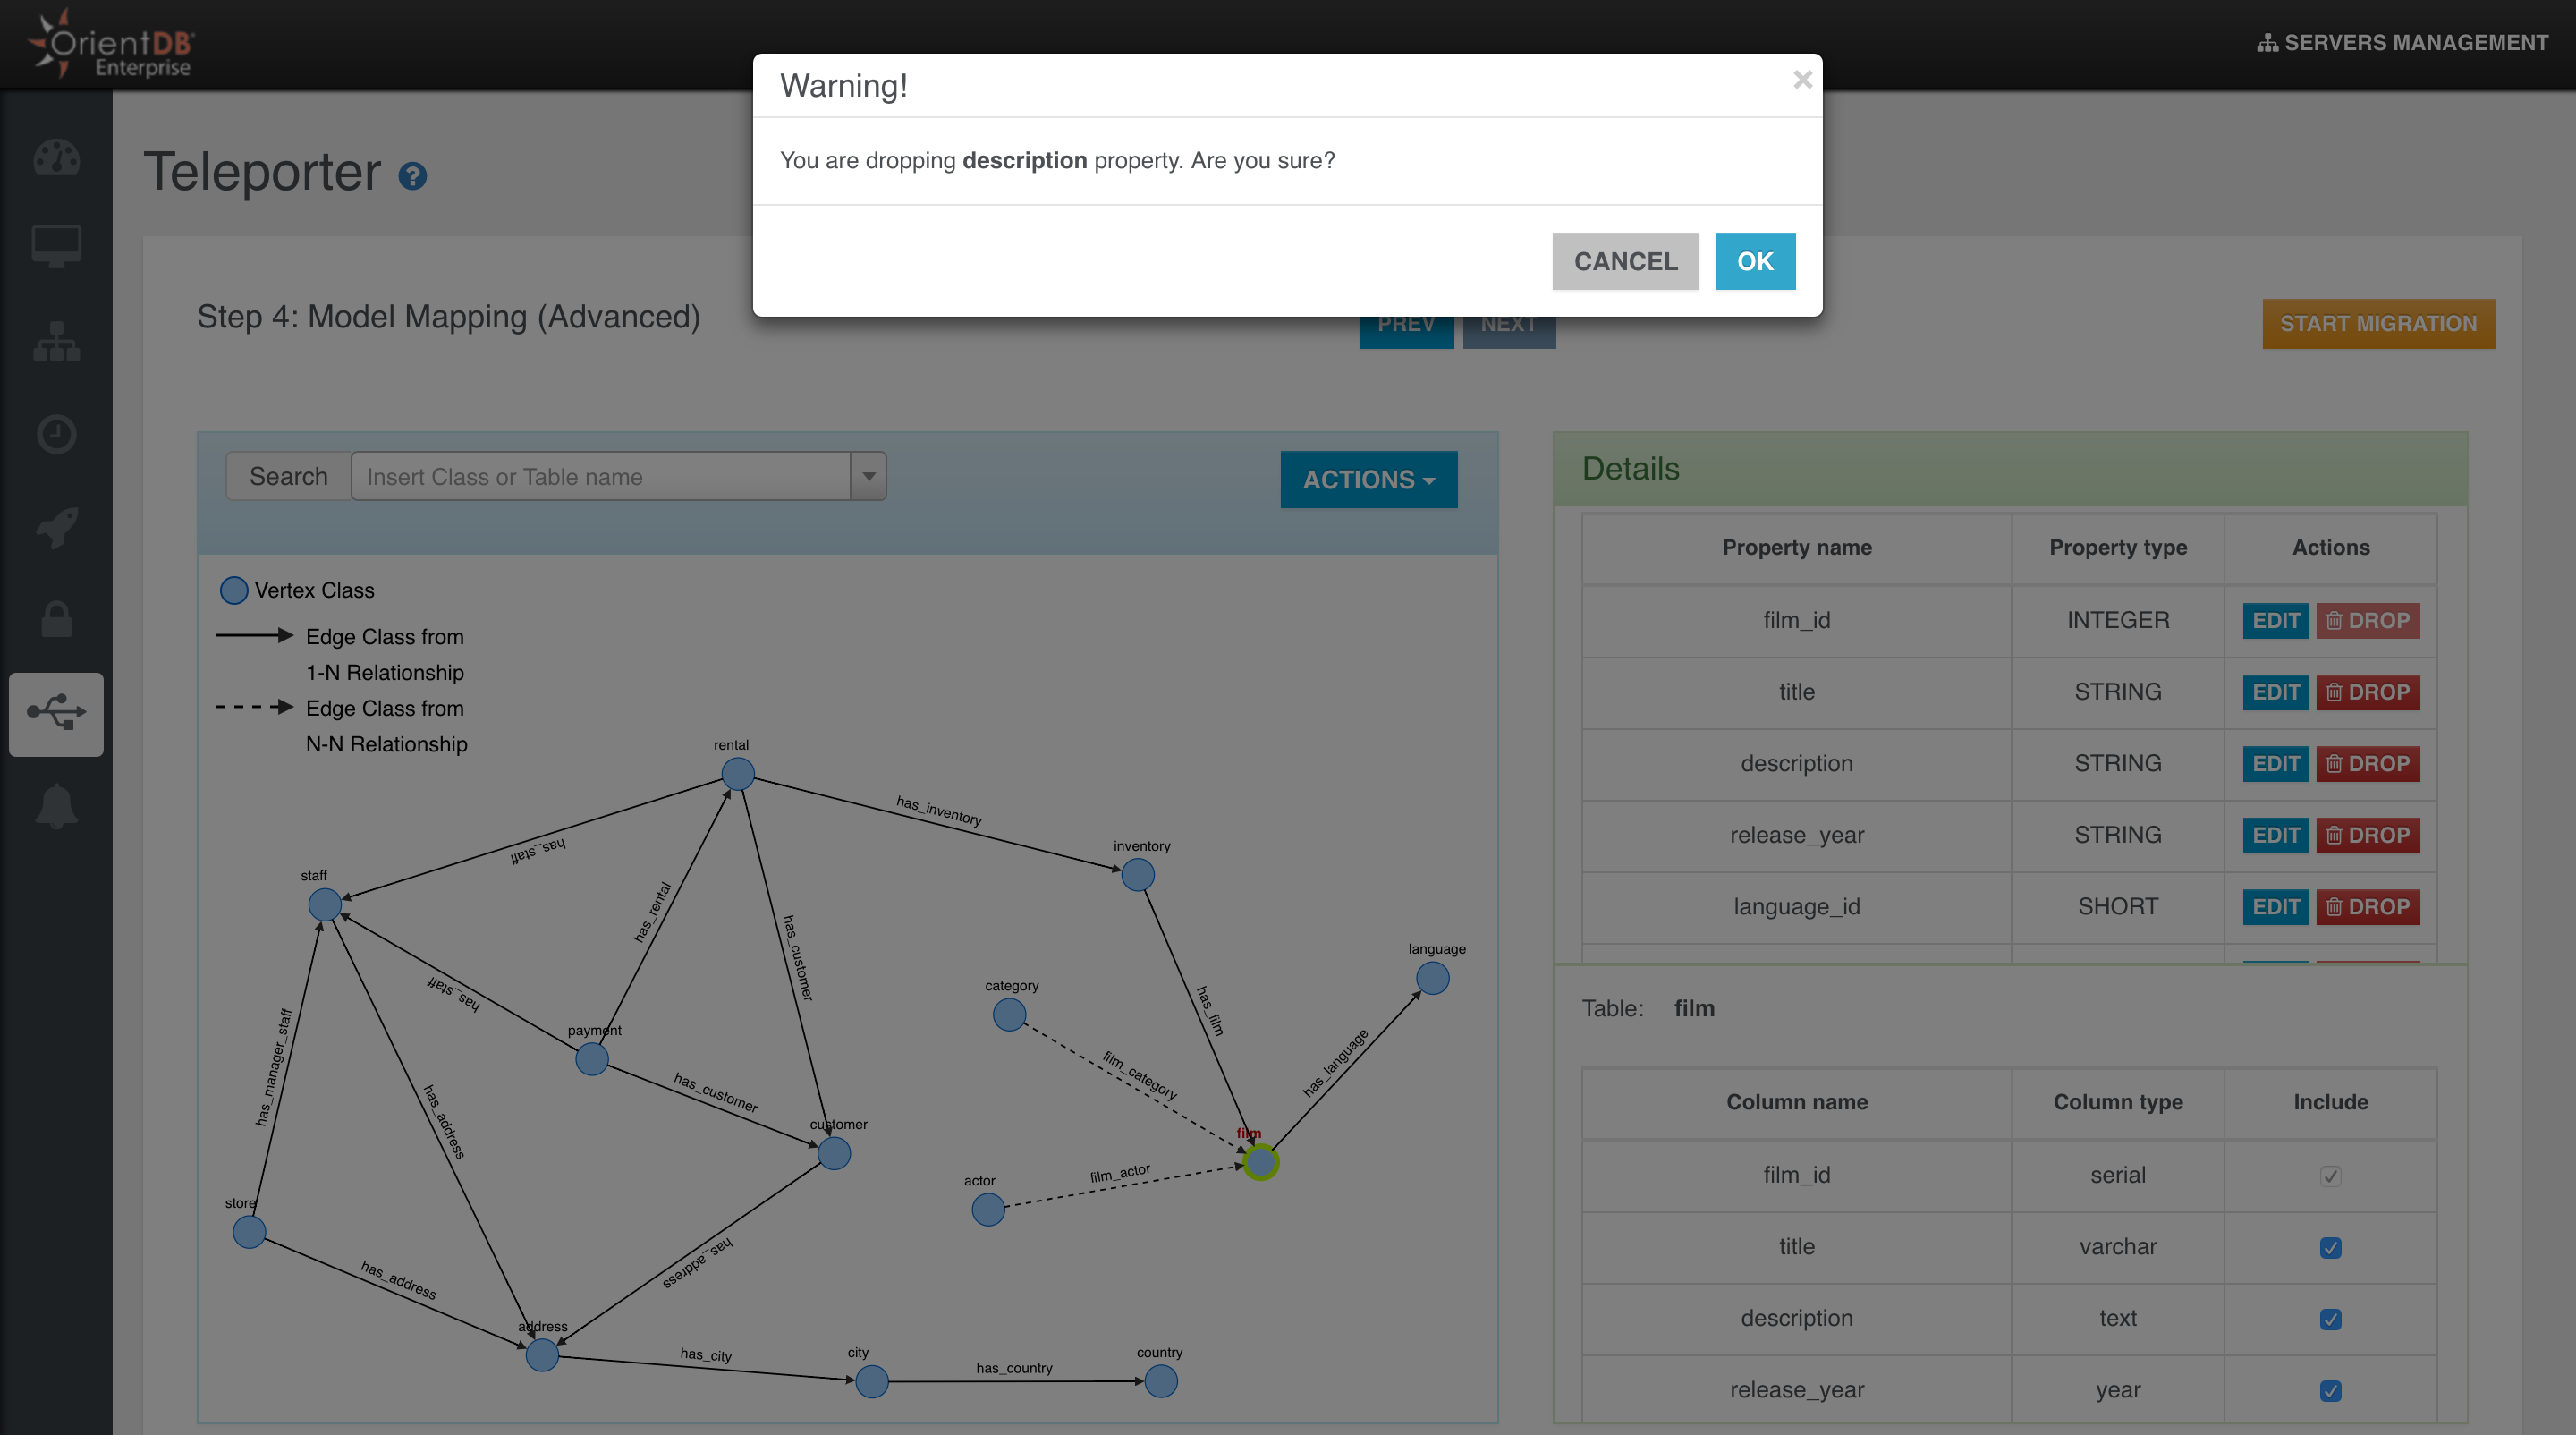 OrientDB
Enterprise
SERVERS MANAGEMENT
Warning!
×
You are dropping description property. Are you sure?
CANCEL
OK
Teleporter
?
Step 4: Model Mapping (Advanced)
PREV
NEXT
START MIGRATION
Search
Insert Class or Table name
ACTIONS
Vertex Class
Edge Class from
1-N Relationship
Edge Class from
N-N Relationship
rental
has_inventory
has_staff
inventory
staff
has_rental
has_customer
language
category
has_staff
has_film
payment
has_manager_staff
film_category
has_language
has_customer
has_address
customer
film
film_actor
actor
store
has_address
has_address
address
has_city
city
has_country
country
Details
Property name Property type Actions
film_id INTEGER EDIT DROP
title STRING EDIT DROP
description STRING EDIT DROP
release_year STRING EDIT DROP
language_id SHORT EDIT DROP
Table: film
Column name Column type Include
film_id serial
title varchar
description text
release_year year